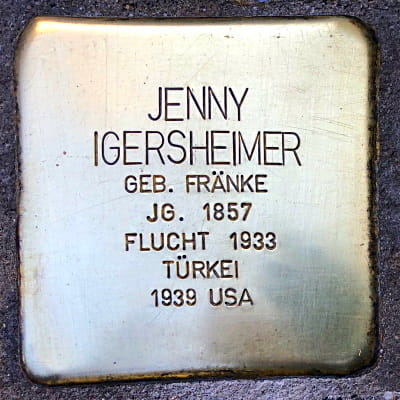 JENNY
IGERSHEIMER
GEB. FRÄNKE
JG. 1857
FLUCHT 1933
TÜRKEI
1939 USA